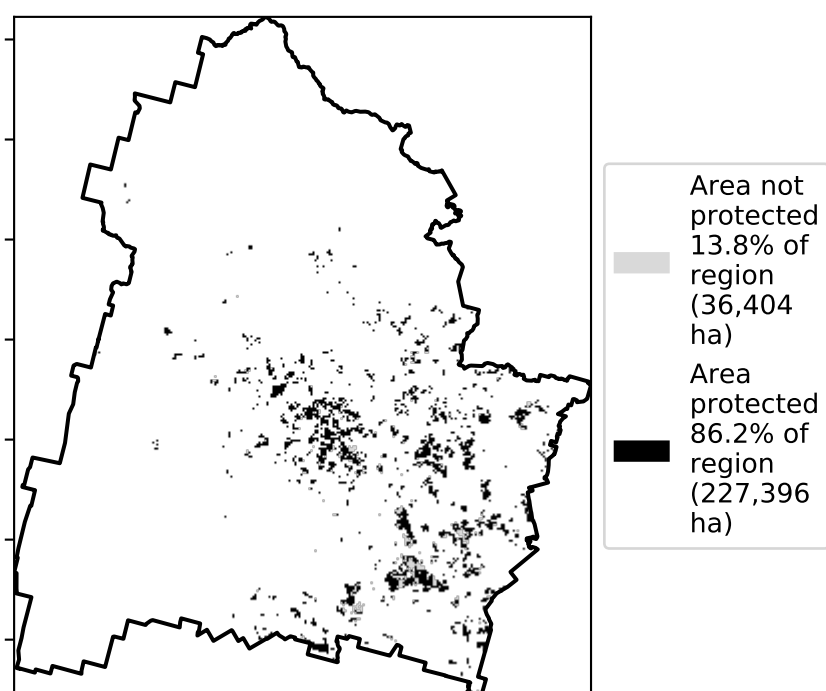 Area not
protected
13.8% of
region
(36,404
ha)
Area
protected
86.2% of
region
(227,396
ha)